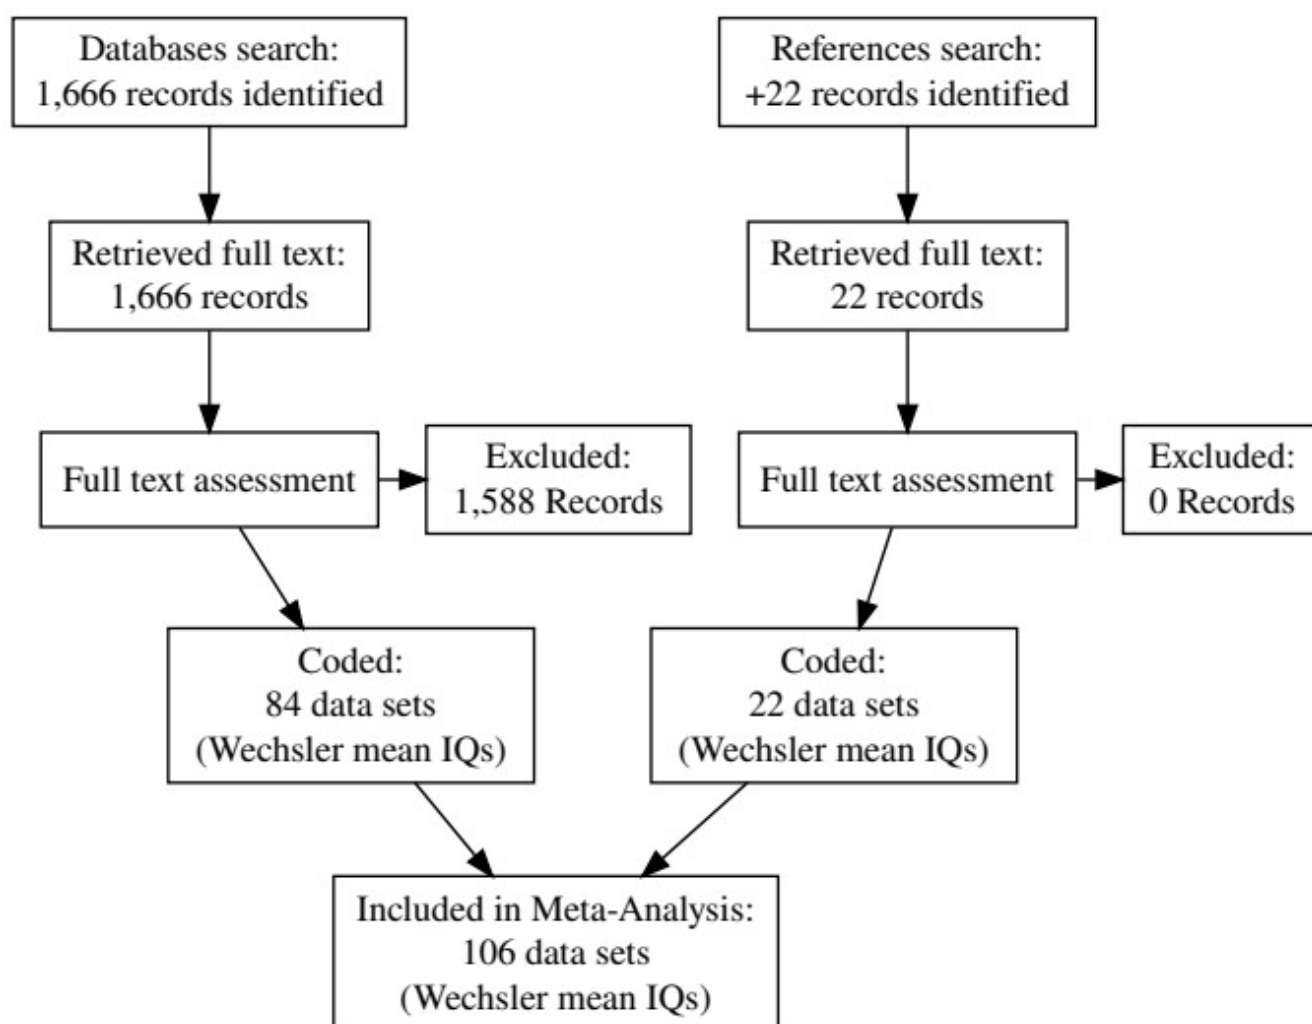 Databases search:
1,666 records identified
References search:
+22 records identified
Retrieved full text:
1,666 records
Retrieved full text:
22 records
Full text assessment
Excluded:
1,588 Records
Full text assessment
Excluded:
0 Records
Coded:
84 data sets
(Wechsler mean IQs)
Coded:
22 data sets
(Wechsler mean IQs)
Included in Meta-Analysis:
106 data sets
(Wechsler mean IQs)